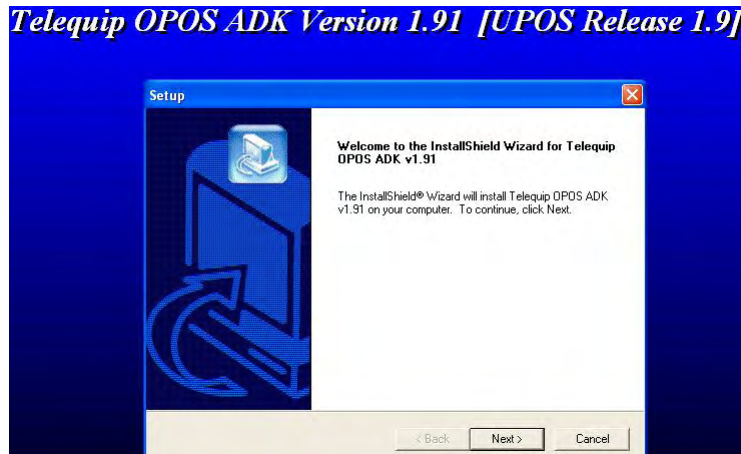 Telequip OPOS ADK Version 1.91 [UPOS Release 1.9]
Setup
Welcome to the InstallShield Wizard for Telequip
OPOS ADK v1.91
The InstallShield® Wizard will install Telequip OPOS ADK
v1.91 on your computer. To continue, click Next.
< Back Next > Cancel